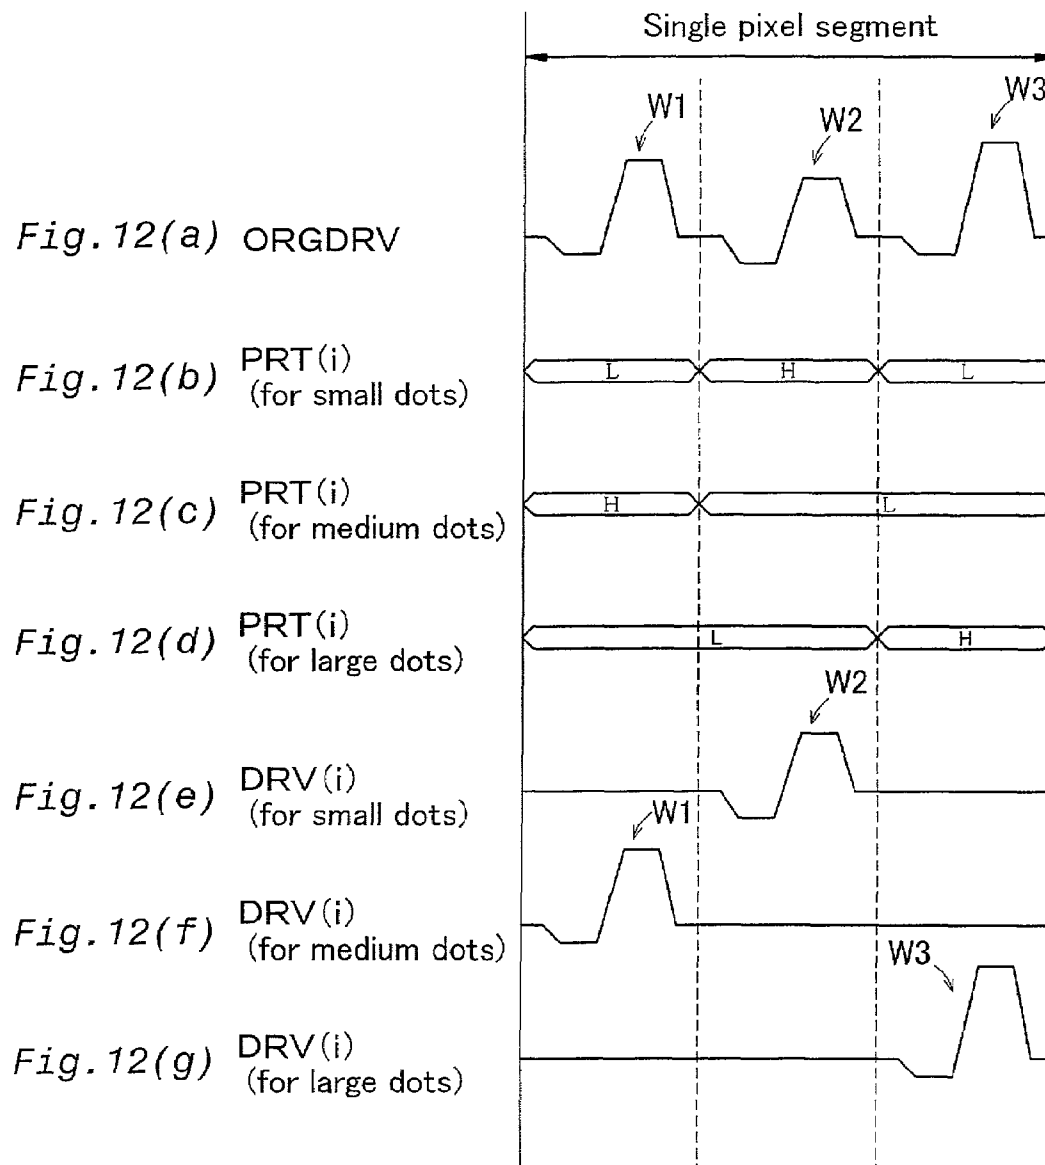 Single pixel segment
W1
W2
W3
Fig.12(a) ORGDRV
Fig.12(b) PRT(i)
(for small dots)
L H L
Fig.12(c) PRT(i)
(for medium dots)
H L
Fig.12(d) PRT(i)
(for large dots)
L H
W2
Fig.12(e) DRV(i)
(for small dots)
W1
Fig.12(f) DRV(i)
(for medium dots)
W3
Fig.12(g) DRV(i)
(for large dots)